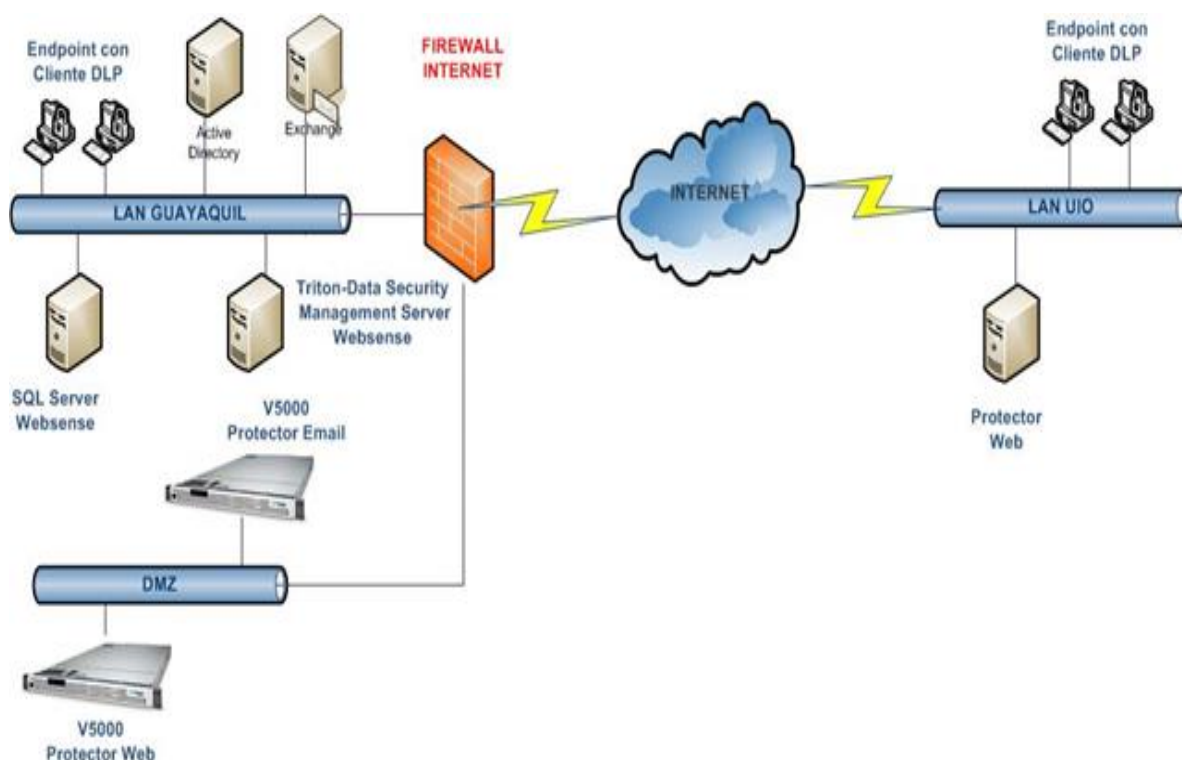 Endpoint con
Cliente DLP
Active
Directory
Exchange
FIREWALL
INTERNET
Endpoint con
Cliente DLP
LAN GUAYAQUIL
INTERNET
LAN UIO
SQL Server
Websense
Triton-Data Security
Management Server
Websense
Protector
Web
V5000
Protector Email
DMZ
V5000
Protector Web